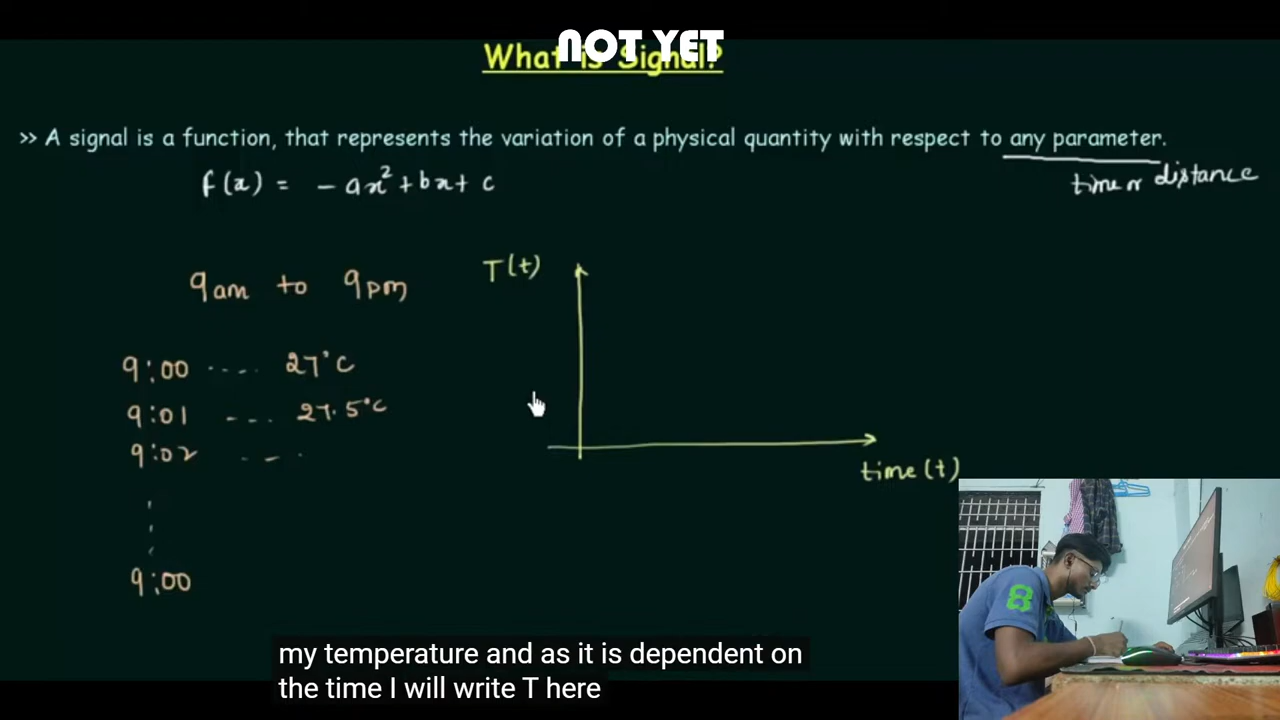 NOT YET
What is Signal?
>> A signal is a function, that represents the variation of a physical quantity with respect to any parameter.
f(x) = - ax² + bx + c
time or distance
9am to 9pm
T(t)
9:00 .... 27°C
9:01 --- 27.5°C
9:02 --.
time (t)
9:00
8
my temperature and as it is dependent on
the time I will write T here